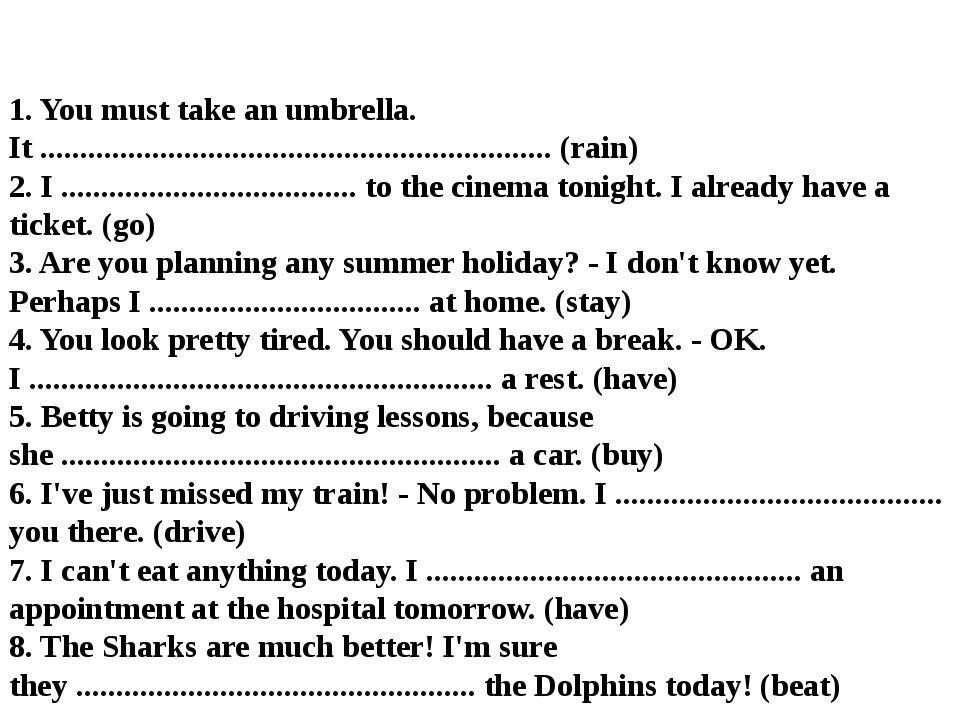 1. You must take an umbrella.
It ................................................................ (rain)
2. I ..................................... to the cinema tonight. I already have a
ticket. (go)
3. Are you planning any summer holiday? - I don't know yet.
Perhaps I .................................. at home. (stay)
4. You look pretty tired. You should have a break. - OK.
I .......................................................... a rest. (have)
5. Betty is going to driving lessons, because
she ....................................................... a car. (buy)
6. I've just missed my train! - No problem. I .........................................
you there. (drive)
7. I can't eat anything today. I ............................................... an
appointment at the hospital tomorrow. (have)
8. The Sharks are much better! I'm sure
they .................................................. the Dolphins today! (beat)